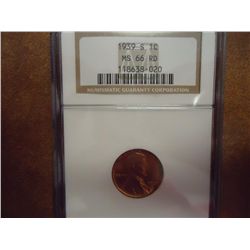 1939 S 1C
MS 66 RD
118638-020
NUMISMATIC GUARANTY CORPORATION